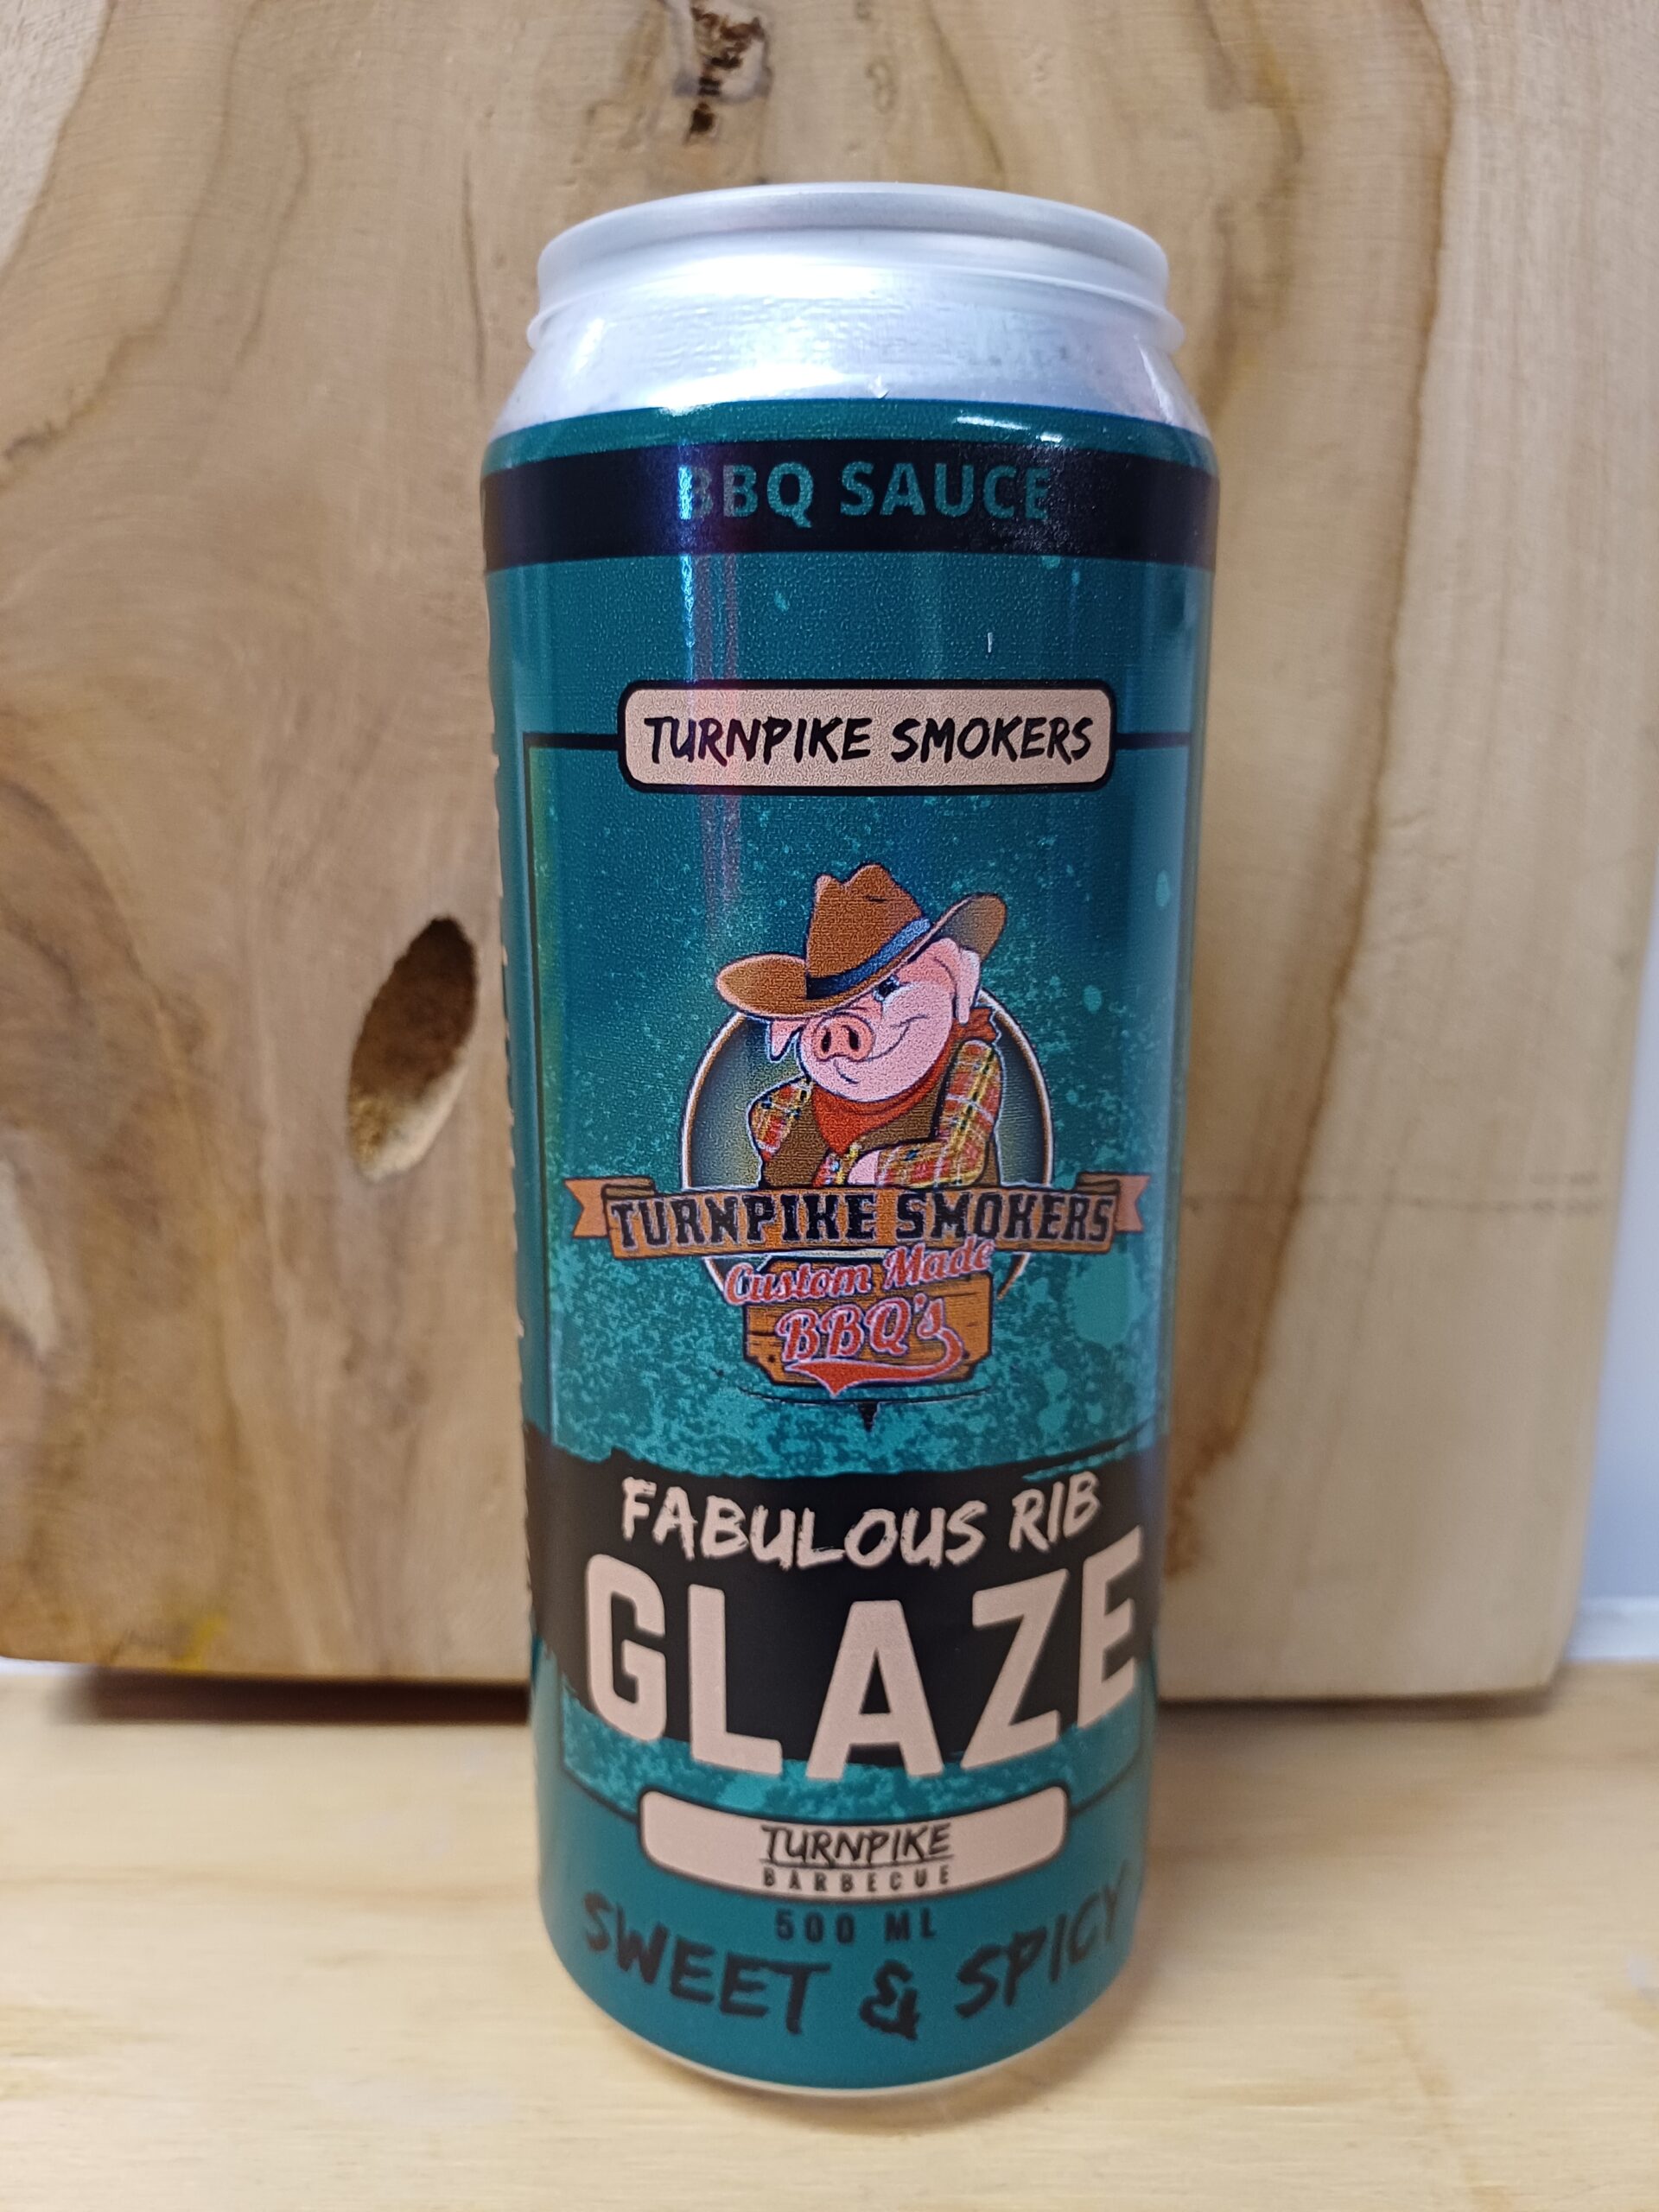 BBQ SAUCE
TURNPIKE SMOKERS
TURNPIKE SMOKERS
Custom Made
BBQ's
FABULOUS RIB
GLAZE
TURNPIKE
BARBECUE
500 ML
SWEET & SPICY